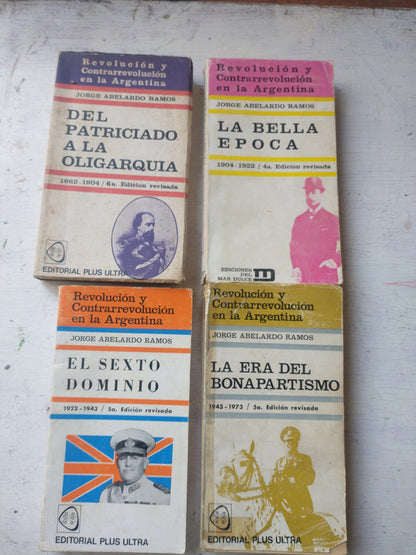 Revolución y
Contrarrevolución
en la Argentina
JORGE ABELARDO RAMOS
DEL
PATRICIADO
A LA
OLIGARQUIA
1862-1904 / 6a. Edición revisada
EDITORIAL PLUS ULTRA
Revolución y
Contrarrevolución
en la Argentina
JORGE ABELARDO RAMOS
LA BELLA
EPOCA
1904-1922 / 4a. Edición revisada
EDICIONES
DEL
MAR DULCE
Revolución y
Contrarrevolución
en la Argentina
JORGE ABELARDO RAMOS
EL SEXTO
DOMINIO
1922-1943 / 5a. Edición revisada
EDITORIAL PLUS ULTRA
Revolución y
Contrarrevolución
en la Argentina
JORGE ABELARDO RAMOS
LA ERA DEL
BONAPARTISMO
1943-1973 / 5a. Edición revisada
EDITORIAL PLUS ULTRA